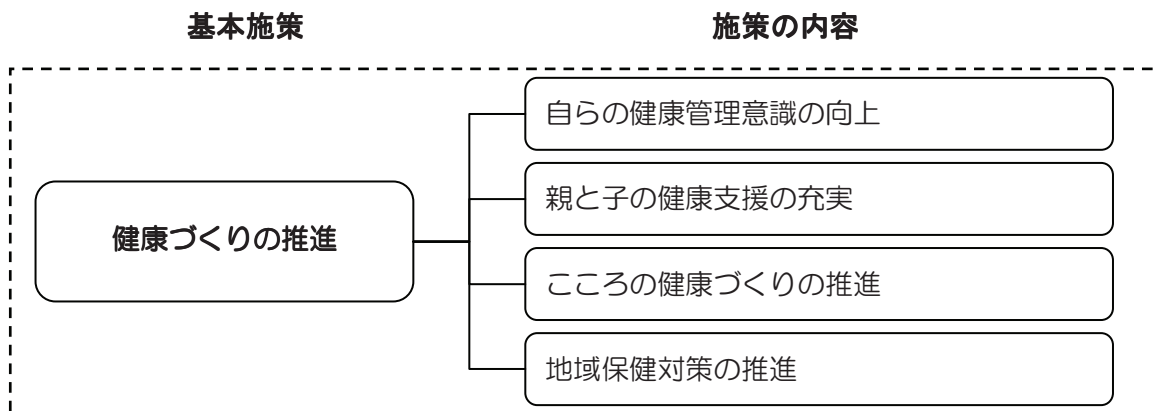 基本施策
施策の内容
健康づくりの推進
自らの健康管理意識の向上
親と子の健康支援の充実
こころの健康づくりの推進
地域保健対策の推進